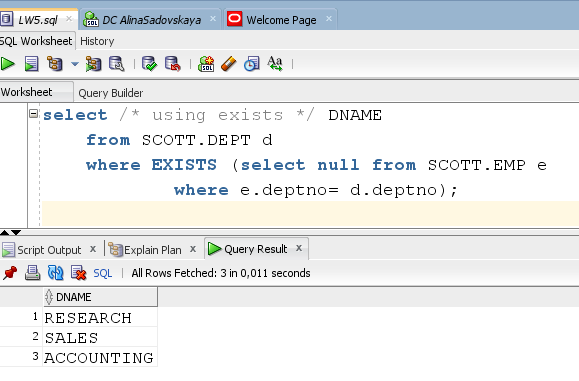 LW5.sql x DC AlinaSadovskaya x Welcome Page x
SQL Worksheet History
Aa
Worksheet Query Builder
select /* using exists */ DNAME
from SCOTT.DEPT d
where EXISTS (select null from SCOTT.EMP e
where e.deptno= d.deptno);
Script Output x Explain Plan x Query Result x
SQL | All Rows Fetched: 3 in 0,011 seconds
DNAME
1 RESEARCH
2 SALES
3 ACCOUNTING